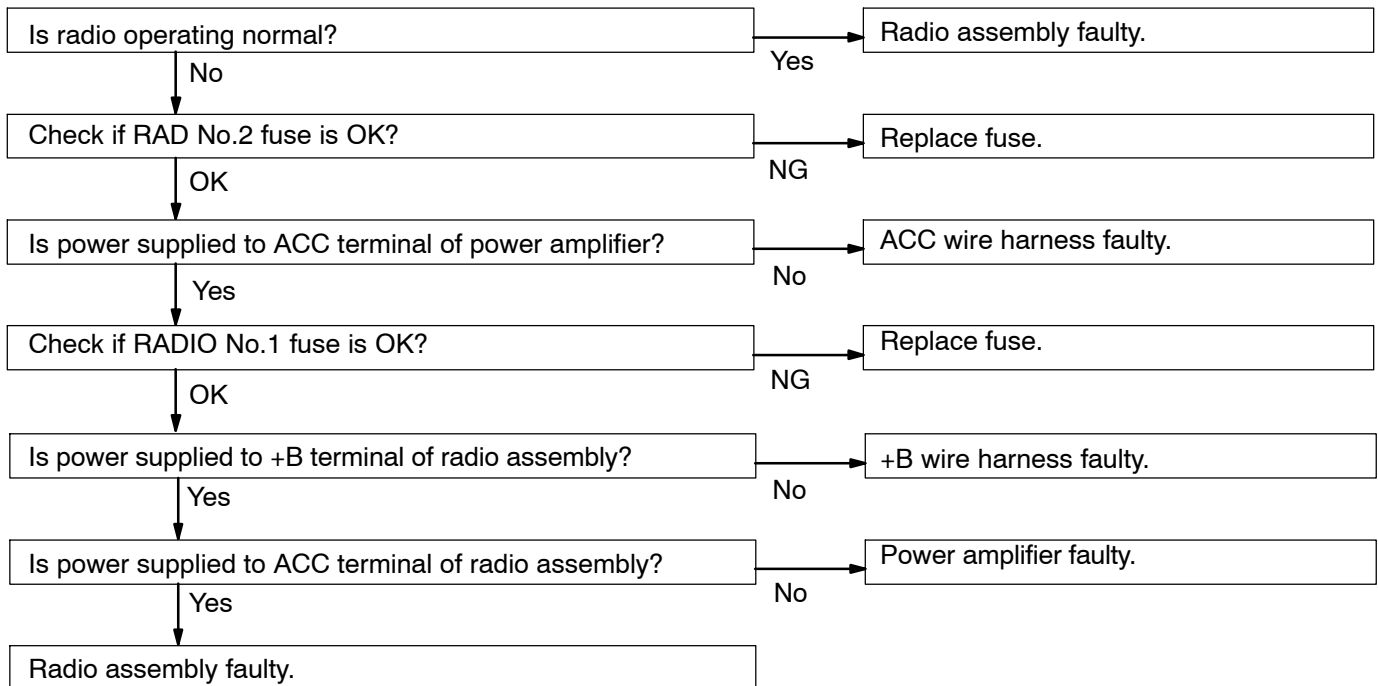 Is radio operating normal?
Radio assembly faulty.
Yes
No
Check if RAD No.2 fuse is OK?
Replace fuse.
NG
OK
Is power supplied to ACC terminal of power amplifier?
ACC wire harness faulty.
No
Yes
Check if RADIO No.1 fuse is OK?
Replace fuse.
NG
OK
Is power supplied to +B terminal of radio assembly?
+B wire harness faulty.
No
Yes
Is power supplied to ACC terminal of radio assembly?
Power amplifier faulty.
No
Yes
Radio assembly faulty.